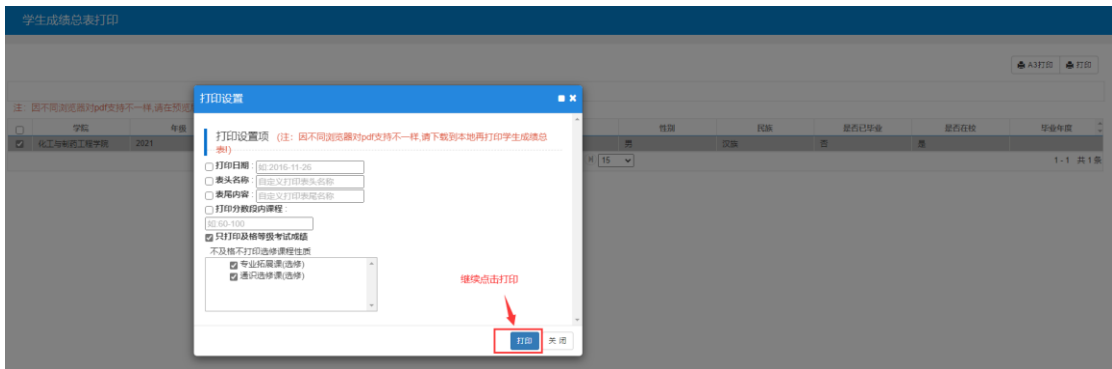 学生成绩总表打印
A3打印 打印
注: 因不同浏览器对pdf支持不一样,请在预览
学院 年级 性别 民族 是否已毕业 是否在校 毕业年度
化工与制药工程学院 2021 男 汉族 否 是
15 1 - 1 共 1 条
打印设置
打印设置项 (注: 因不同浏览器对pdf支持不一样,请下载到本地再打印学生成绩总
表!)
打印日期: 如:2016-11-26
表头名称: 自定义打印表头名称
表尾内容: 自定义打印表尾名称
打印分数段内课程:
如:60-100
只打印及格等级考试成绩
不及格不打印选修课程性质
专业拓展课(选修)
通识选修课(选修)
继续点击打印
打印 关 闭